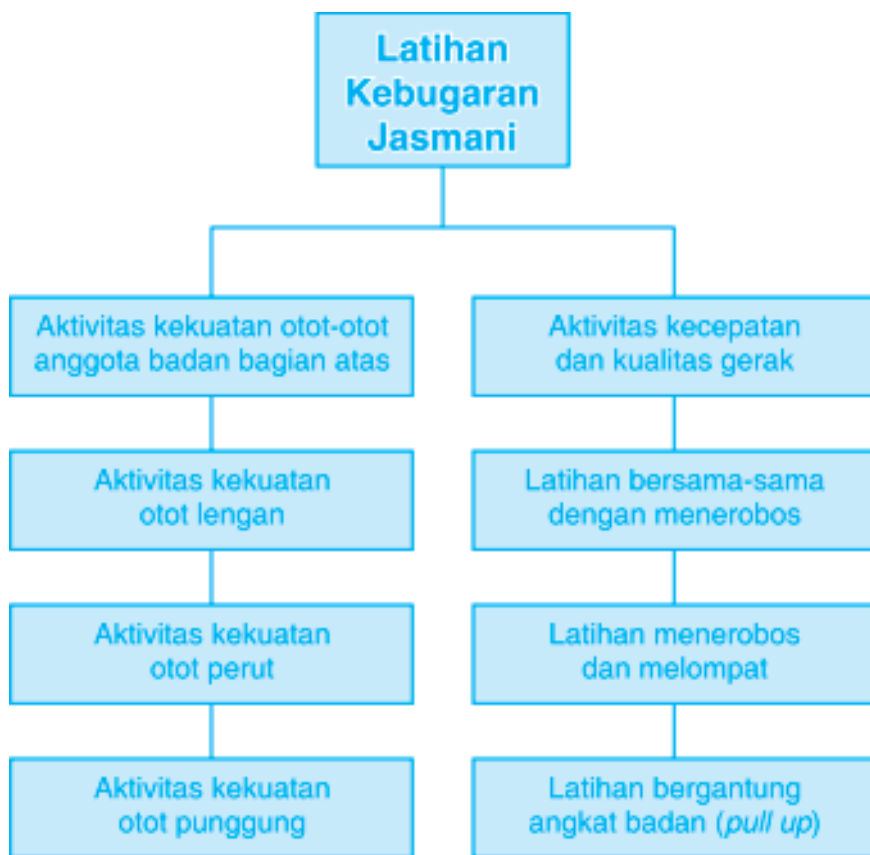 Latihan
Kebugaran
Jasmani
Aktivitas kekuatan otot-otot
anggota badan bagian atas
Aktivitas kekuatan
otot lengan
Aktivitas kekuatan
otot perut
Aktivitas kekuatan
otot punggung
Aktivitas kecepatan
dan kualitas gerak
Latihan bersama-sama
dengan menerobos
Latihan menerobos
dan melompat
Latihan bergantung
angkat badan (pull up)